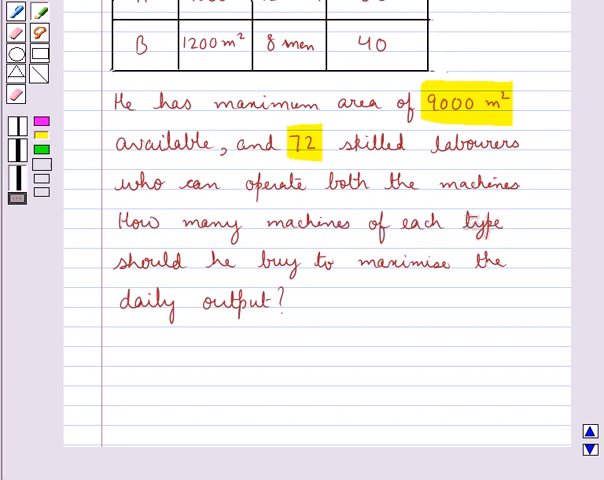 B 1200 m² 8 men 40
He has maximum area of 9000 m²
available, and 72 skilled labourers
who can operate both the machines
How many machines of each type
should he buy to maximise the
daily output?